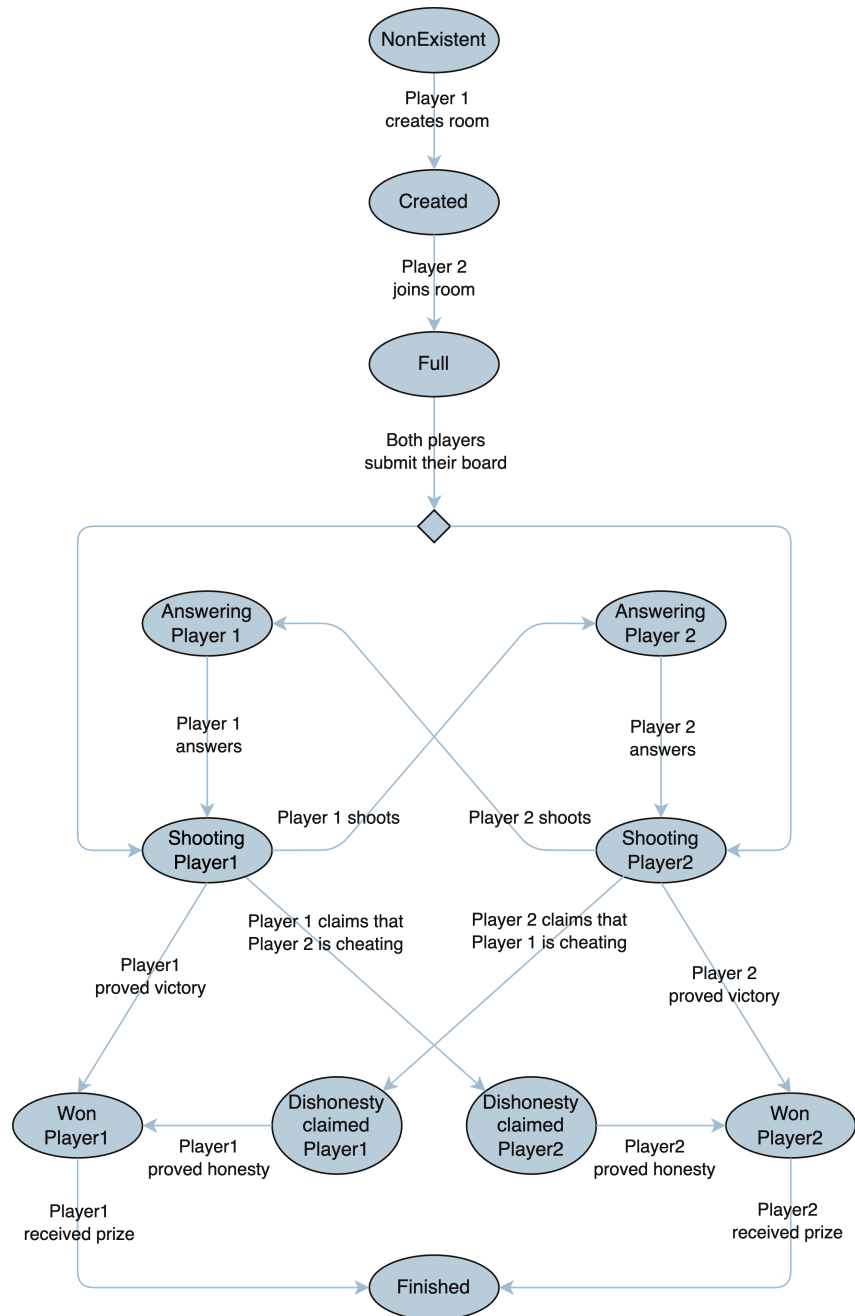 NonExistent
Player 1
creates room
Created
Player 2
joins room
Full
Both players
submit their board
Answering
Player 1
Answering
Player 2
Player 1
answers
Player 2
answers
Player 1 shoots
Player 2 shoots
Shooting
Player1
Shooting
Player2
Player 1 claims that
Player 2 is cheating
Player 2 claims that
Player 1 is cheating
Player1
proved victory
Player 2
proved victory
Won
Player1
Dishonesty
claimed
Player1
Dishonesty
claimed
Player2
Won
Player2
Player1
proved honesty
Player2
proved honesty
Player1
received prize
Player2
received prize
Finished